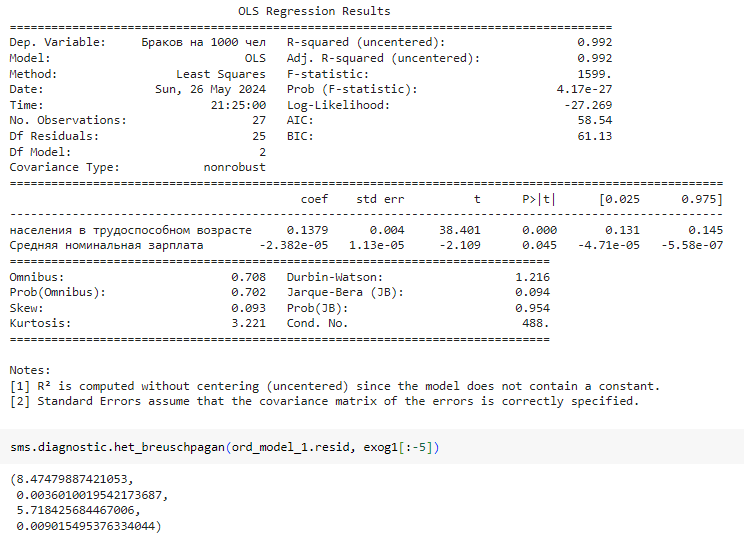 OLS Regression Results
Dep. Variable: Браков на 1000 чел R-squared (uncentered): 0.992
Model: OLS Adj. R-squared (uncentered): 0.992
Method: Least Squares F-statistic: 1599.
Date: Sun, 26 May 2024 Prob (F-statistic): 4.17e-27
Time: 21:25:00 Log-Likelihood: -27.269
No. Observations: 27 AIC: 58.54
Df Residuals: 25 BIC: 61.13
Df Model: 2
Covariance Type: nonrobust
coef std err t P>|t| [0.025 0.975]
населения в трудоспособном возрасте 0.1379 0.004 38.401 0.000 0.131 0.145
Средняя номинальная зарплата -2.382e-05 1.13e-05 -2.109 0.045 -4.71e-05 -5.58e-07
Omnibus: 0.708 Durbin-Watson: 1.216
Prob(Omnibus): 0.702 Jarque-Bera (JB): 0.094
Skew: 0.093 Prob(JB): 0.954
Kurtosis: 3.221 Cond. No. 488.
Notes:
[1] R² is computed without centering (uncentered) since the model does not contain a constant.
[2] Standard Errors assume that the covariance matrix of the errors is correctly specified.
sms.diagnostic.het_breuschpagan(ord_model_1.resid, exog1[:-5])
(8.47479887421053,
0.0036010019542173687,
5.718425684467006,
0.009015495376334044)